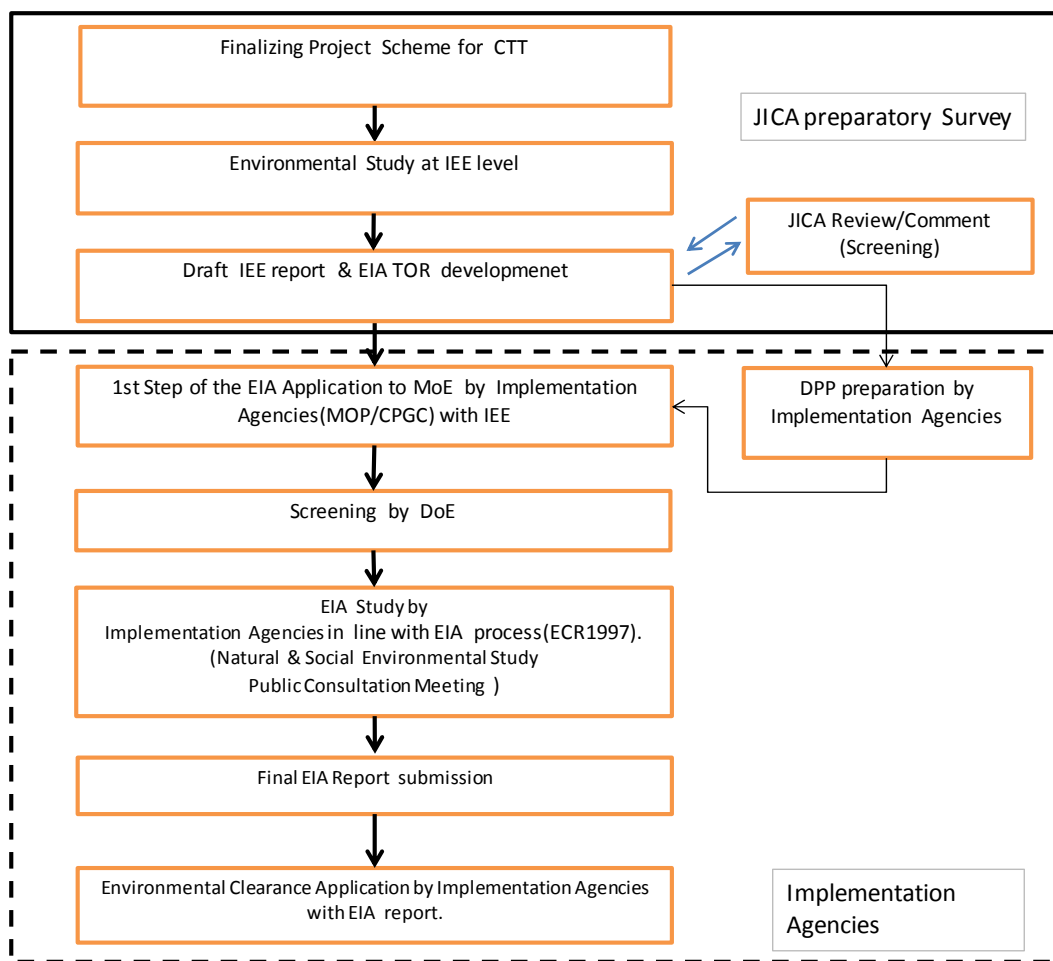 Finalizing Project Scheme for CTT
JICA preparatory Survey
Environmental Study at IEE level
JICA Review/Comment
(Screening)
Draft IEE report & EIA TOR developmenet
1st Step of the EIA Application to MoE by Implementation
Agencies(MOP/CPGC) with IEE
DPP preparation by
Implementation Agencies
Screening by DoE
EIA Study by
Implementation Agencies in line with EIA process(ECR1997).
(Natural & Social Environmental Study
Public Consultation Meeting )
Final EIA Report submission
Environmental Clearance Application by Implementation Agencies
with EIA report.
Implementation
Agencies